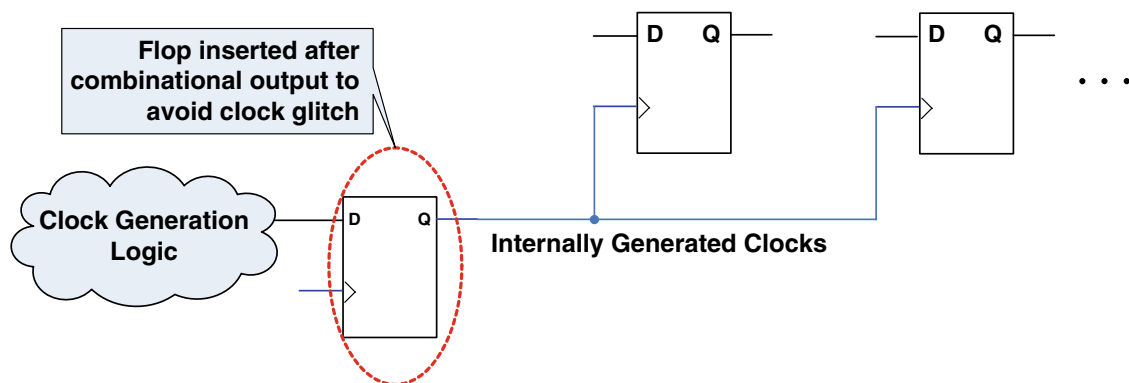 Flop inserted after
combinational output to
avoid clock glitch
D Q
D Q
. . .
Clock Generation
Logic
D Q
Internally Generated Clocks